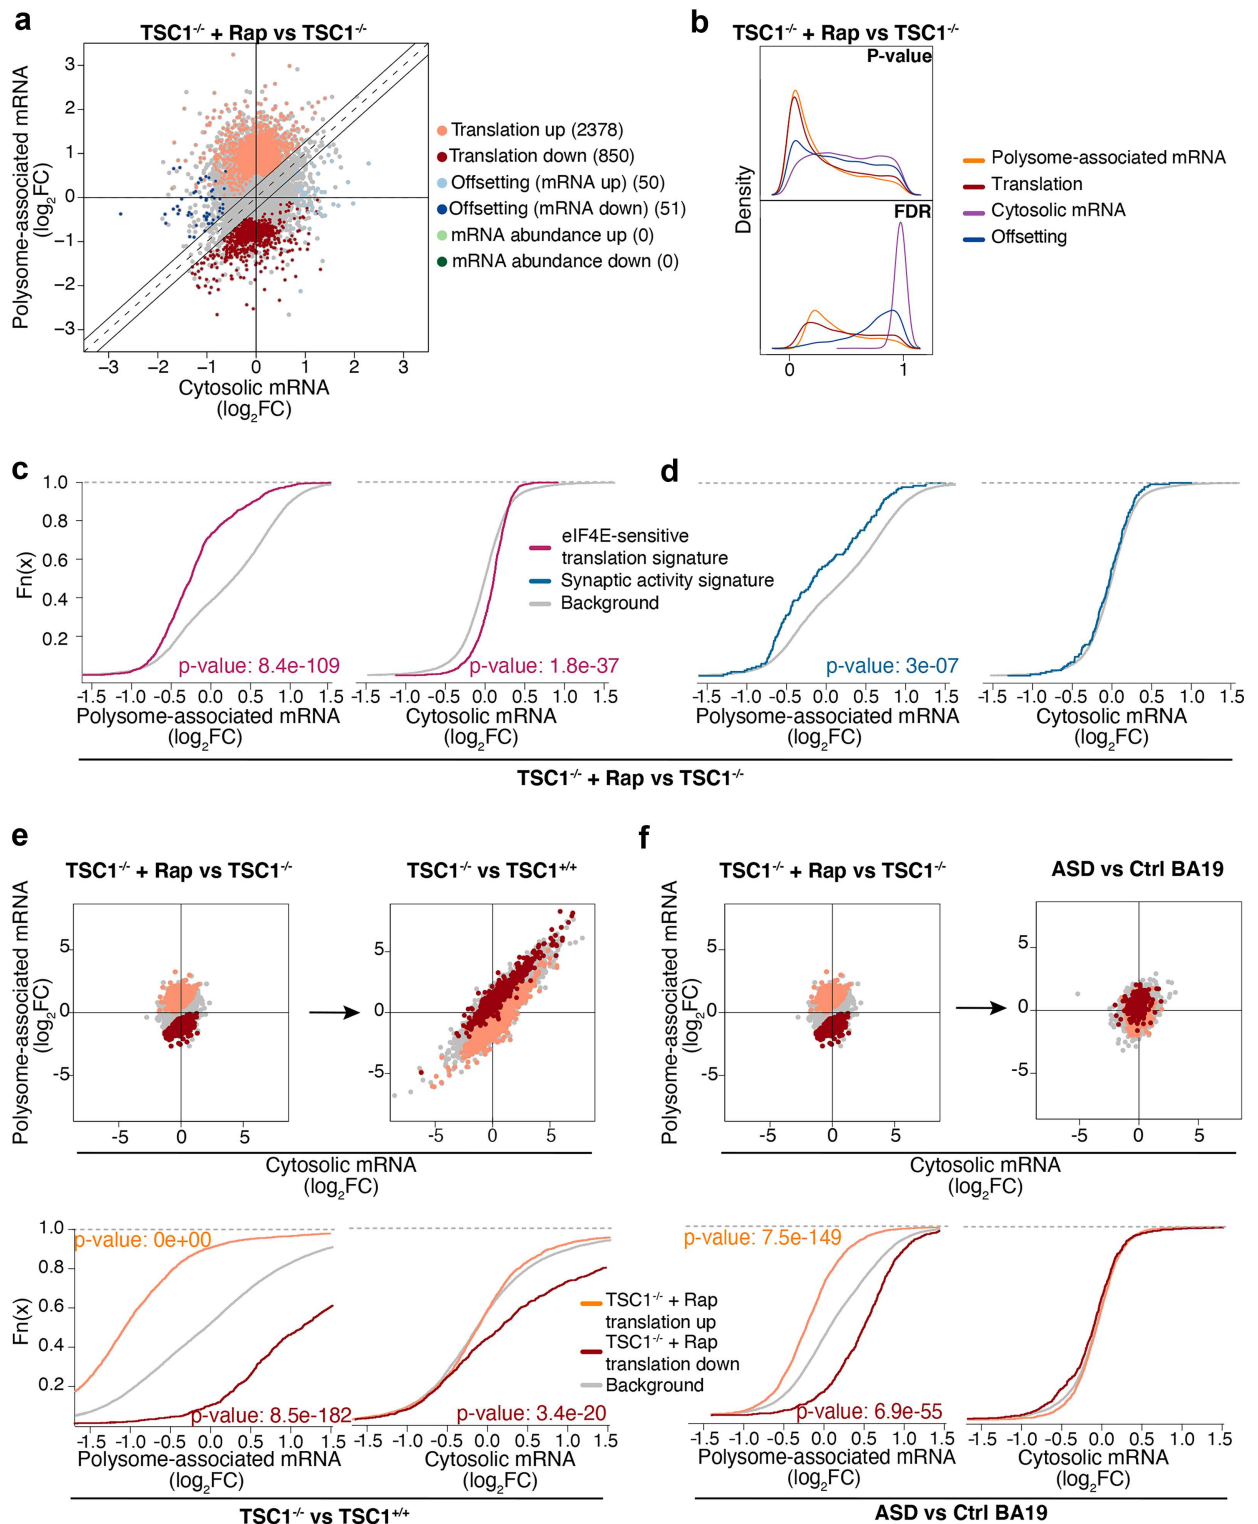 a
TSC1-/- + Rap vs TSC1-/-
Polysome-associated mRNA
(log2FC)
3
2
1
0
−1
−2
−3
−3 −2 −1 0 1 2 3
Cytosolic mRNA
(log2FC)
Translation up (2378)
Translation down (850)
Offsetting (mRNA up) (50)
Offsetting (mRNA down) (51)
mRNA abundance up (0)
mRNA abundance down (0)
b
TSC1-/- + Rap vs TSC1-/-
P-value
FDR
Density
0 1
Polysome-associated mRNA
Translation
Cytosolic mRNA
Offsetting
c
Fn(x)
1.0
0.8
0.6
0.4
0.2
p-value: 8.4e-109
-1.5 -1.0 -0.5 0.0 0.5 1.0 1.5
Polysome-associated mRNA
(log2FC)
p-value: 1.8e-37
-1.5 -1.0 -0.5 0.0 0.5 1.0 1.5
Cytosolic mRNA
(log2FC)
eIF4E-sensitive
translation signature
Synaptic activity signature
Background
d
p-value: 3e-07
-1.5 -1.0 -0.5 0.0 0.5 1.0 1.5
Polysome-associated mRNA
(log2FC)
-1.5 -1.0 -0.5 0.0 0.5 1.0 1.5
Cytosolic mRNA
(log2FC)
TSC1-/- + Rap vs TSC1-/-
e
TSC1-/- + Rap vs TSC1-/-
TSC1-/- vs TSC1+/+
Polysome-associated mRNA
(log2FC)
5
0
-5
-5 0 5
5
0
-5
-5 0 5
Cytosolic mRNA
(log2FC)
f
TSC1-/- + Rap vs TSC1-/-
ASD vs Ctrl BA19
Polysome-associated mRNA
(log2FC)
5
0
-5
-5 0 5
5
0
-5
-5 0 5
Cytosolic mRNA
(log2FC)
Fn(x)
1.0
0.8
0.6
0.4
0.2
p-value: 0e+00
p-value: 8.5e-182
-1.5 -1.0 -0.5 0.0 0.5 1.0 1.5
Polysome-associated mRNA
(log2FC)
p-value: 3.4e-20
-1.5 -1.0 -0.5 0.0 0.5 1.0 1.5
Cytosolic mRNA
(log2FC)
TSC1-/- vs TSC1+/+
TSC1-/- + Rap
translation up
TSC1-/- + Rap
translation down
Background
p-value: 7.5e-149
p-value: 6.9e-55
-1.5 -1.0 -0.5 0.0 0.5 1.0 1.5
Polysome-associated mRNA
(log2FC)
-1.5 -1.0 -0.5 0.0 0.5 1.0 1.5
Cytosolic mRNA
(log2FC)
ASD vs Ctrl BA19